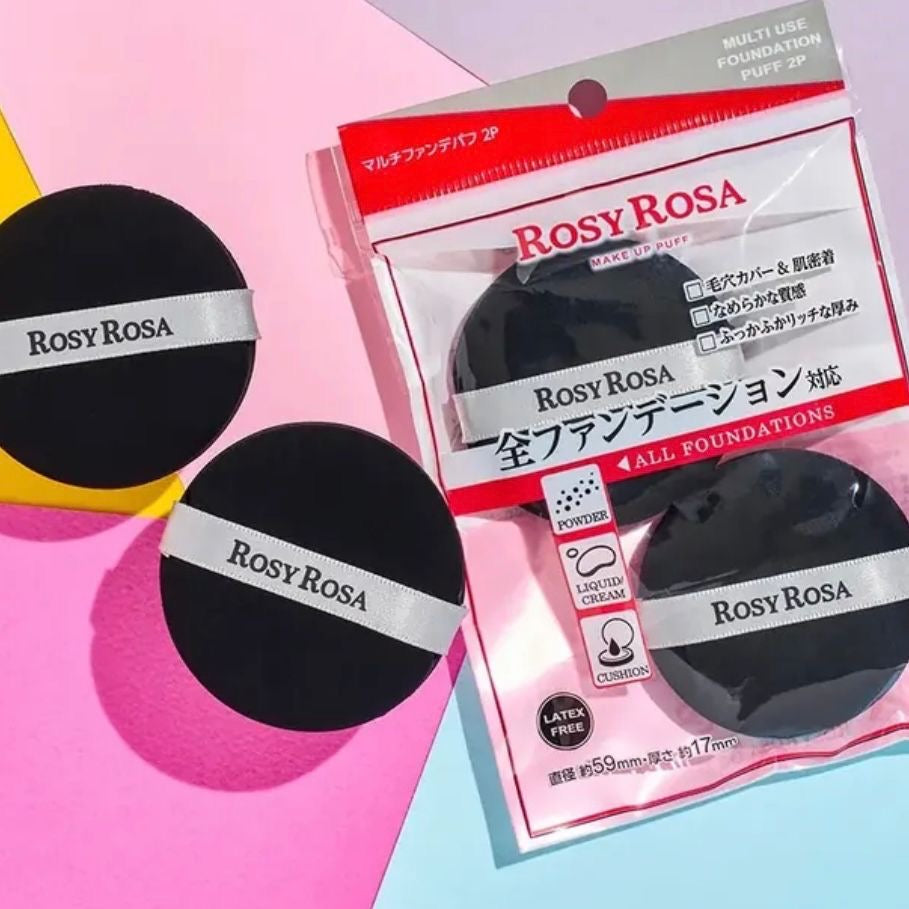 MULTI USE
FOUNDATION
PUFF 2P
マルチファンデパフ 2P
ROSY ROSA
MAKE UP PUFF
毛穴カバー & 肌密着
なめらかな質感
ふっかふかリッチな厚み
ROSY ROSA
ROSY ROSA
全ファンデーション対応
ALL FOUNDATIONS
POWDER
LIQUID/
CREAM
CUSHION
ROSY ROSA
ROSY ROSA
LATEX
FREE
直径 約59mm・厚さ 約17mm